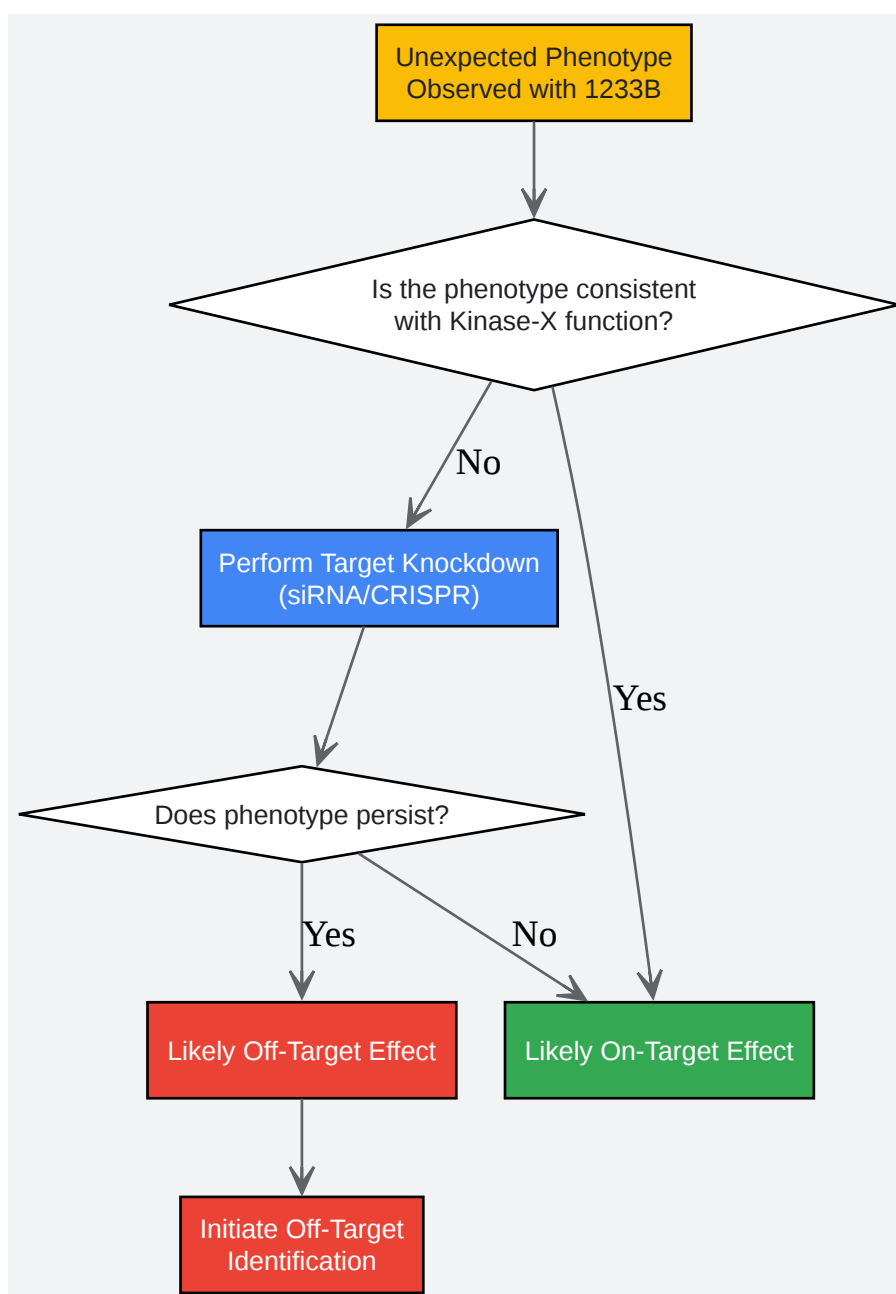 Unexpected Phenotype
Observed with 1233B
Is the phenotype consistent
with Kinase-X function?
No
Perform Target Knockdown
(siRNA/CRISPR)
Yes
Does phenotype persist?
Yes
No
Likely Off-Target Effect
Likely On-Target Effect
Initiate Off-Target
Identification